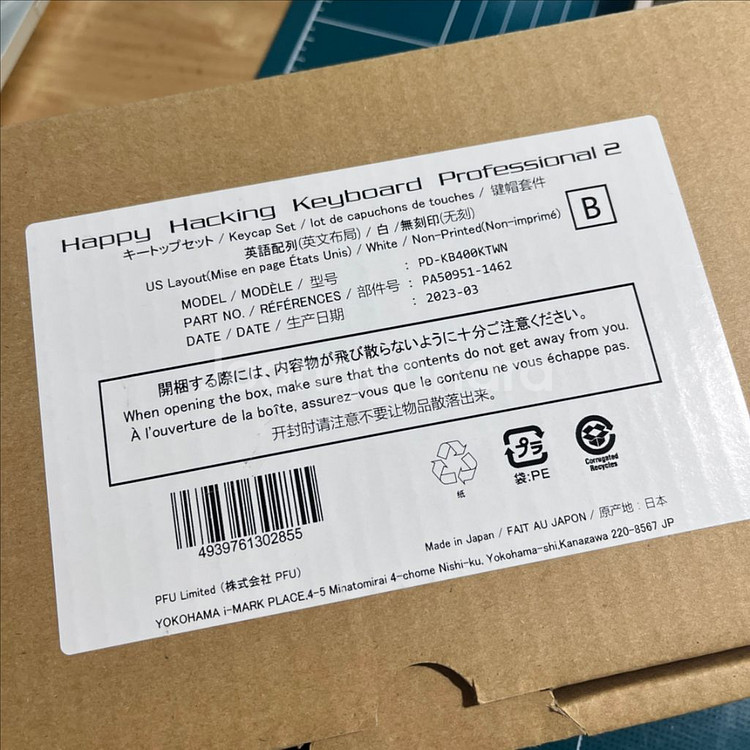 Happy Hacking Keyboard Professional 2
キートップセット / Keycap Set / lot de capuchons de touches / 键帽套件
英語配列(英文布局) / 白 /無刻印(无刻)
US Layout(Mise en page États Unis) / White / Non-Printed(Non-imprimé)
B
MODEL / MODÈLE / 型号 : PD-KB400KTWN
PART NO. / RÉFÉRENCES / 部件号 : PA50951-1462
DATE / DATE / 生产日期 : 2023-03
開梱する際には、内容物が飛び散らないように十分ご注意ください。
When opening the box, make sure that the contents do not get away from you.
À l'ouverture de la boîte, assurez-vous que le contenu ne vous échappe pas.
开封时请注意不要让物品散落出来。
紙
プラ
袋:PE
Corrugated
Recycles
4939761302855
Made in Japan / FAIT AU JAPON / 原产地 : 日本
PFU Limited (株式会社 PFU)
YOKOHAMA i-MARK PLACE,4-5 Minatomirai 4-chome Nishi-ku, Yokohama-shi,Kanagawa 220-8567 JP